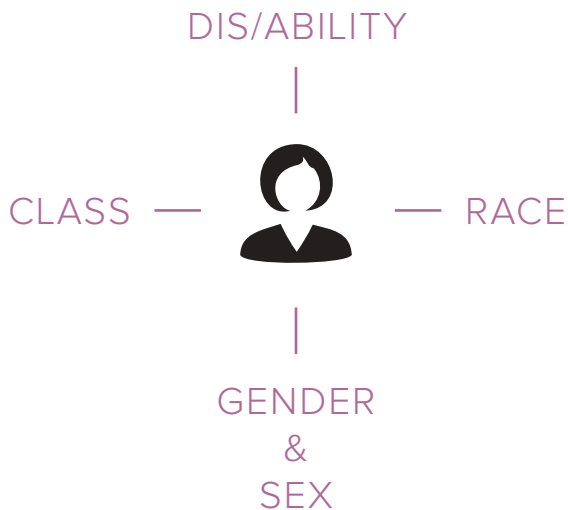 DIS/ABILITY
CLASS
RACE
GENDER
&
SEX